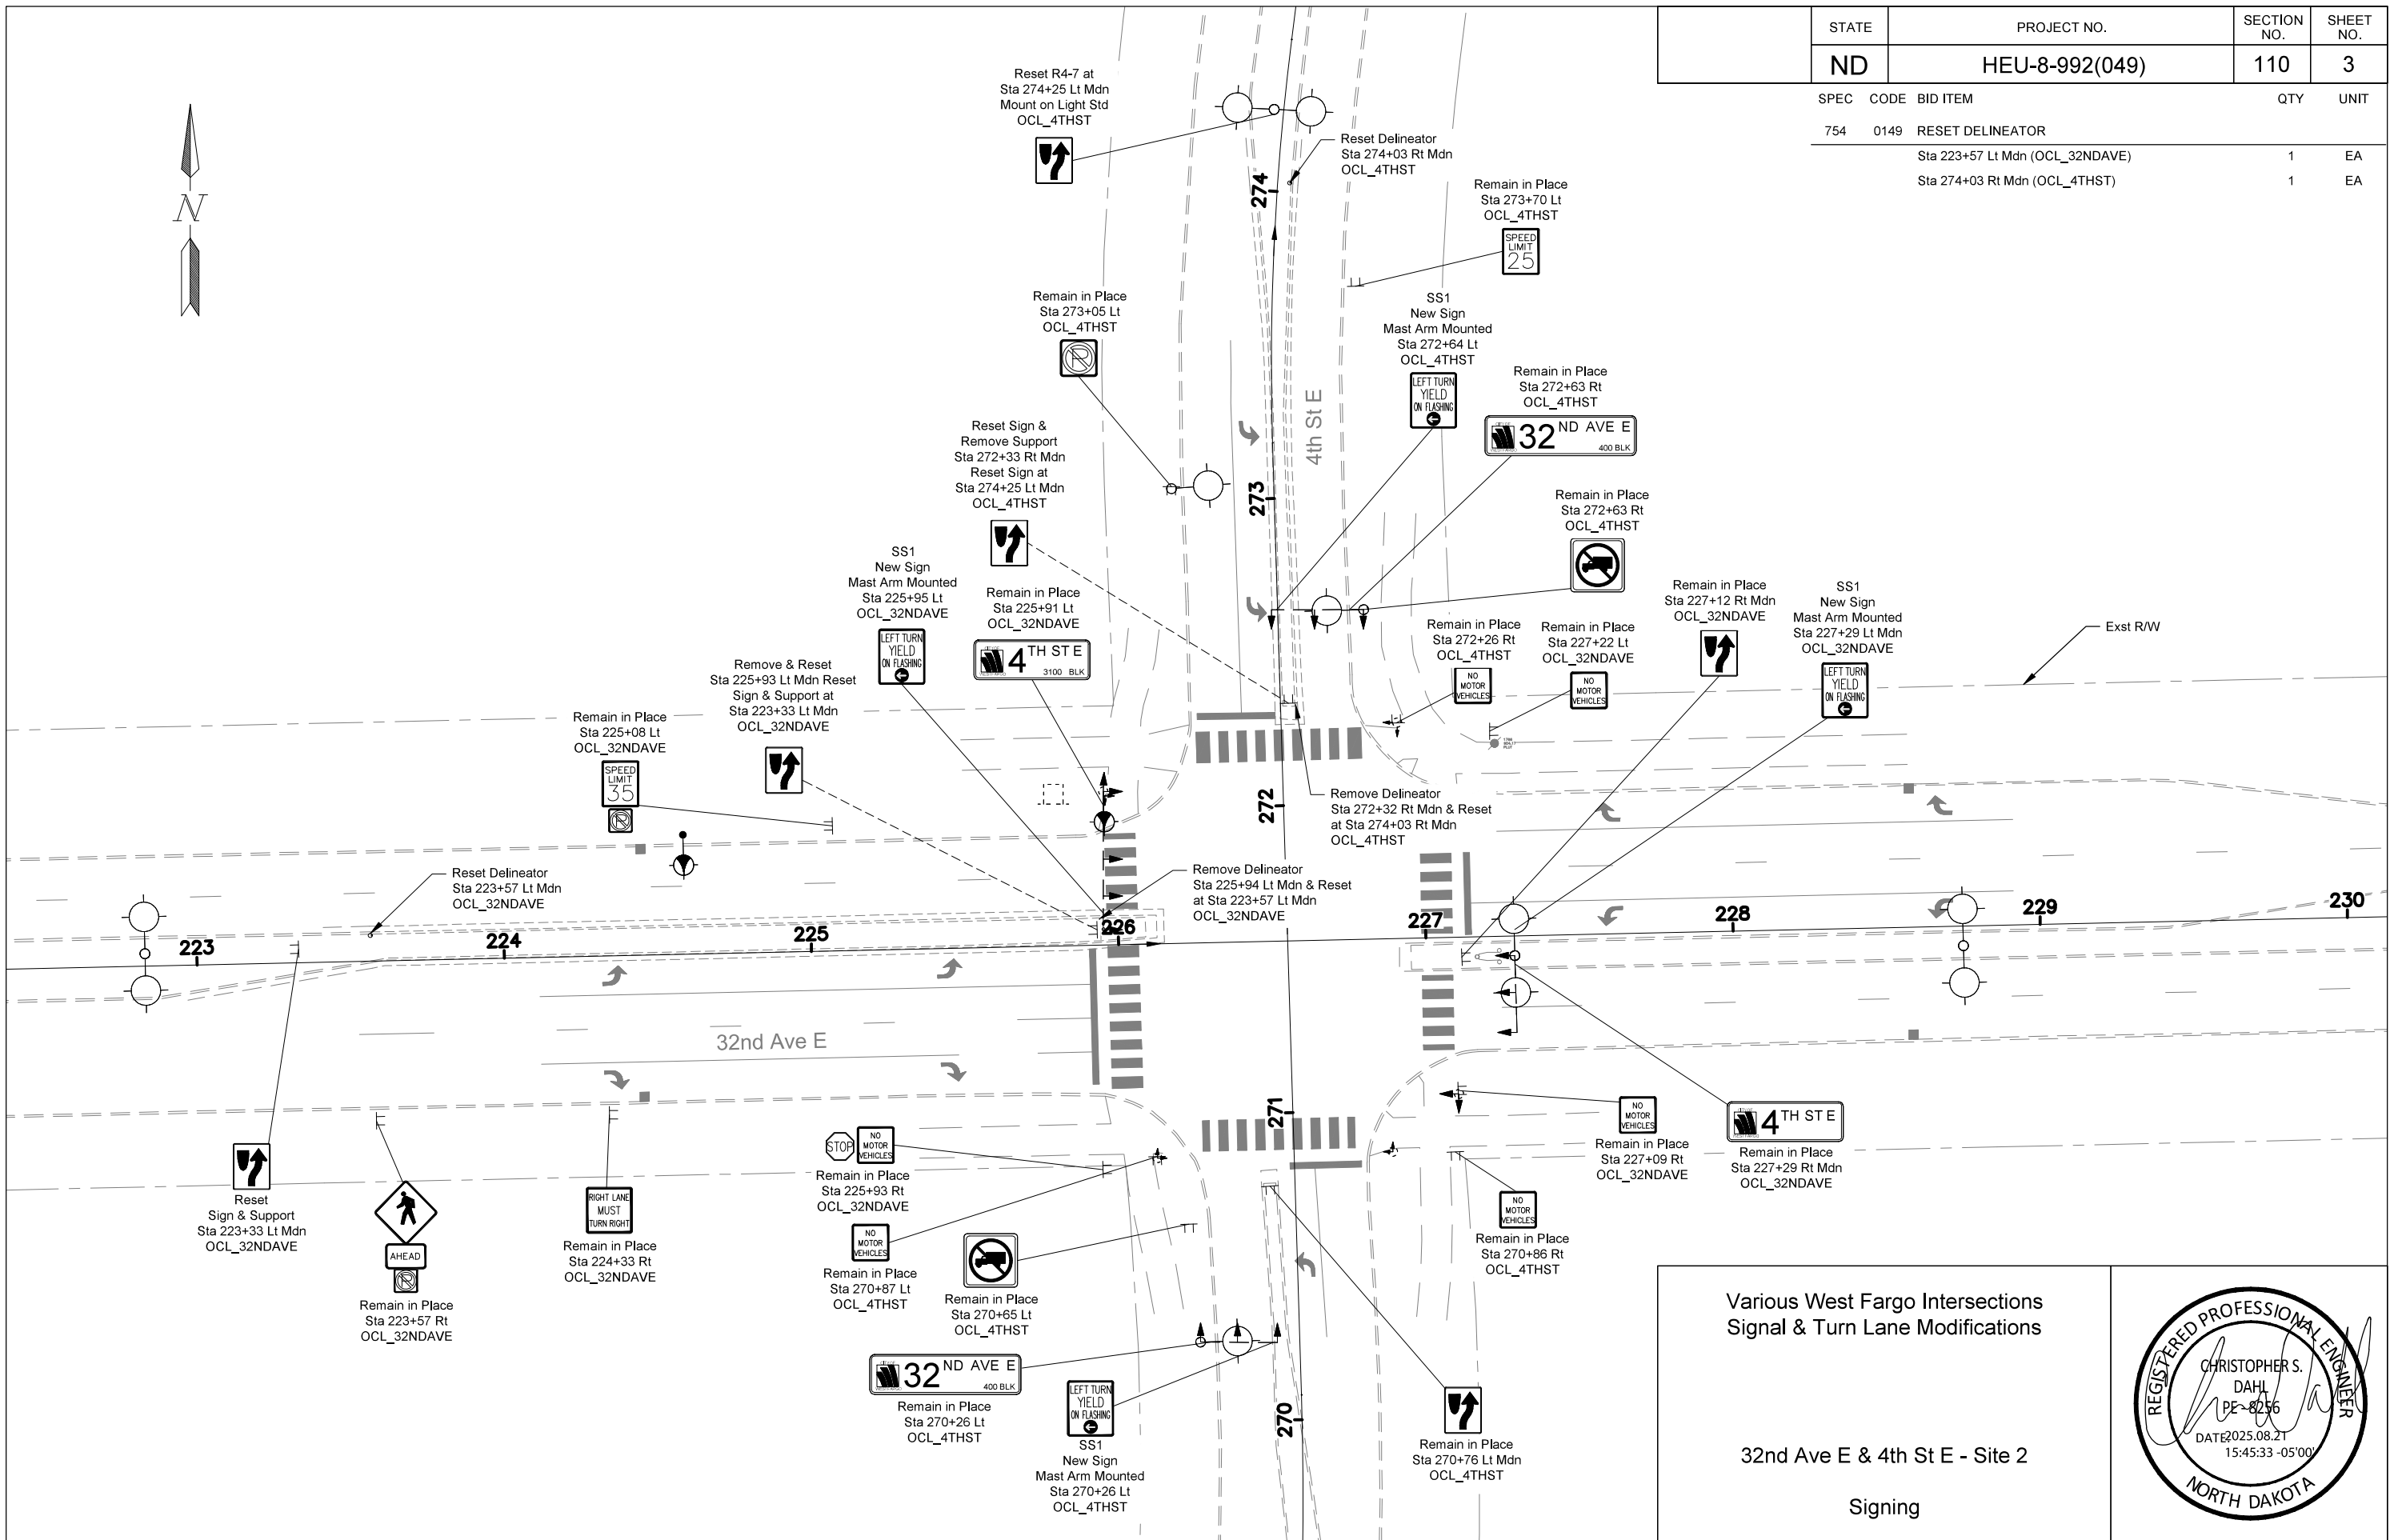 STATE
PROJECT NO.
SECTION
NO.
SHEET
NO.
ND
HEU-8-992(049)
110
3
SPEC CODE BID ITEM QTY UNIT
754 0149 RESET DELINEATOR
Sta 223+57 Lt Mdn (OCL_32NDAVE) 1 EA
Sta 274+03 Rt Mdn (OCL_4THST) 1 EA
N
Reset R4-7 at
Sta 274+25 Lt Mdn
Mount on Light Std
OCL_4THST
Reset Delineator
Sta 274+03 Rt Mdn
OCL_4THST
274
Remain in Place
Sta 273+70 Lt
OCL_4THST
SPEED
LIMIT
25
Remain in Place
Sta 273+05 Lt
OCL_4THST
P
SS1
New Sign
Mast Arm Mounted
Sta 272+64 Lt
OCL_4THST
LEFT TURN
YIELD
ON FLASHING
Remain in Place
Sta 272+63 Rt
OCL_4THST
32 ND AVE E
400 BLK
4th St E
273
Reset Sign &
Remove Support
Sta 272+33 Rt Mdn
Reset Sign at
Sta 274+25 Lt Mdn
OCL_4THST
Remain in Place
Sta 272+63 Rt
OCL_4THST
SS1
New Sign
Mast Arm Mounted
Sta 225+95 Lt
OCL_32NDAVE
LEFT TURN
YIELD
ON FLASHING
Remain in Place
Sta 225+91 Lt
OCL_32NDAVE
4 TH ST E
3100 BLK
Remain in Place
Sta 272+26 Rt
OCL_4THST
NO
MOTOR
VEHICLES
Remain in Place
Sta 227+22 Lt
OCL_32NDAVE
NO
MOTOR
VEHICLES
Remain in Place
Sta 227+12 Rt Mdn
OCL_32NDAVE
SS1
New Sign
Mast Arm Mounted
Sta 227+29 Lt Mdn
OCL_32NDAVE
LEFT TURN
YIELD
ON FLASHING
Exst R/W
Remove & Reset
Sta 225+93 Lt Mdn Reset
Sign & Support at
Sta 223+33 Lt Mdn
OCL_32NDAVE
Remain in Place
Sta 225+08 Lt
OCL_32NDAVE
SPEED
LIMIT
35
P
272
Remove Delineator
Sta 272+32 Rt Mdn & Reset
at Sta 274+03 Rt Mdn
OCL_4THST
Reset Delineator
Sta 223+57 Lt Mdn
OCL_32NDAVE
Remove Delineator
Sta 225+94 Lt Mdn & Reset
at Sta 223+57 Lt Mdn
OCL_32NDAVE
223
224
225
226
227
228
229
230
32nd Ave E
271
Reset
Sign & Support
Sta 223+33 Lt Mdn
OCL_32NDAVE
AHEAD
P
Remain in Place
Sta 223+57 Rt
OCL_32NDAVE
RIGHT LANE
MUST
TURN RIGHT
Remain in Place
Sta 224+33 Rt
OCL_32NDAVE
STOP
NO
MOTOR
VEHICLES
Remain in Place
Sta 225+93 Rt
OCL_32NDAVE
NO
MOTOR
VEHICLES
Remain in Place
Sta 270+87 Lt
OCL_4THST
Remain in Place
Sta 270+65 Lt
OCL_4THST
32 ND AVE E
400 BLK
Remain in Place
Sta 270+26 Lt
OCL_4THST
LEFT TURN
YIELD
ON FLASHING
SS1
New Sign
Mast Arm Mounted
Sta 270+26 Lt
OCL_4THST
270
Remain in Place
Sta 270+76 Lt Mdn
OCL_4THST
NO
MOTOR
VEHICLES
Remain in Place
Sta 270+86 Rt
OCL_4THST
NO
MOTOR
VEHICLES
Remain in Place
Sta 227+09 Rt
OCL_32NDAVE
4 TH ST E
Remain in Place
Sta 227+29 Rt Mdn
OCL_32NDAVE
Various West Fargo Intersections
Signal & Turn Lane Modifications
32nd Ave E & 4th St E - Site 2
Signing
REGISTERED PROFESSIONAL ENGINEER
CHRISTOPHER S.
DAHL
PE-8256
DATE: 2025.08.21
15:45:33 -05'00'
NORTH DAKOTA